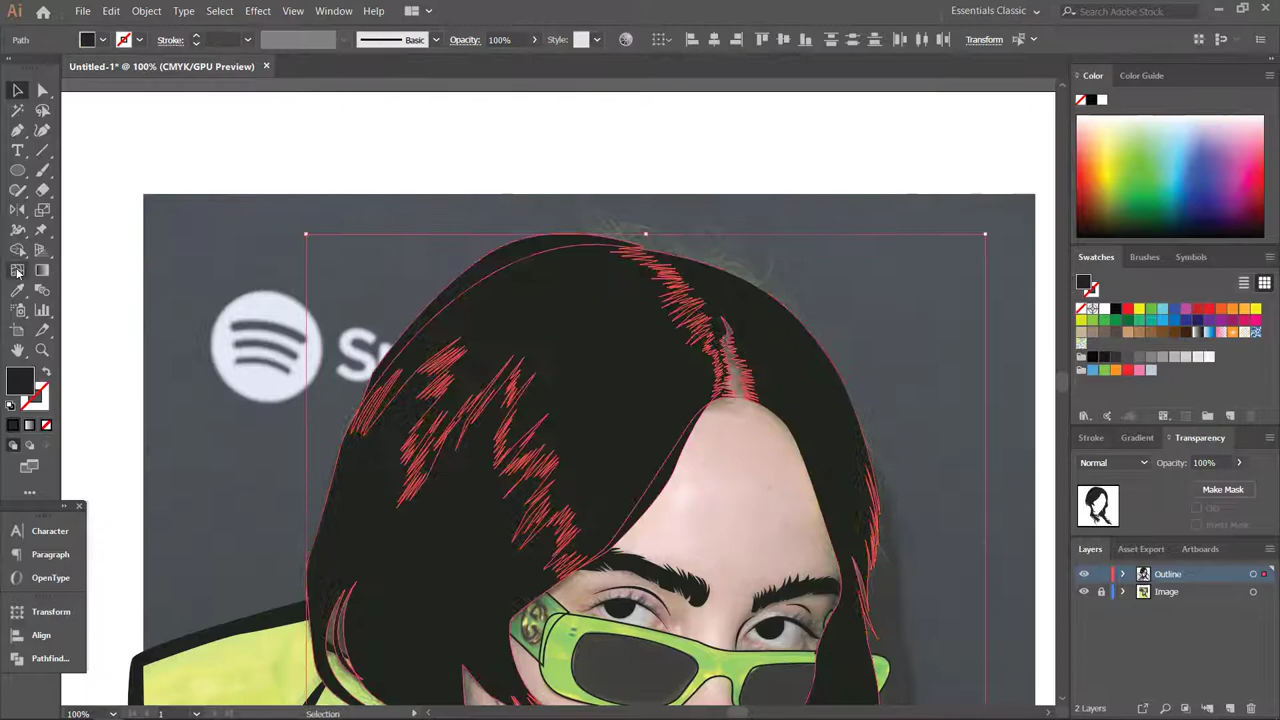 Ai File Edit Object Type Select Effect View Window Help Essentials Classic Search Adobe Stock
Path Stroke: Basic Opacity: 100% Style: Transform
Untitled-1* @ 100% (CMYK/GPU Preview) ×
Color Color Guide
Swatches Brushes Symbols
Stroke Gradient Transparency
Normal Opacity: 100%
Make Mask
Clip
Invert Mask
Layers Asset Export Artboards
Outline
Image
Character
Paragraph
OpenType
Transform
Align
Pathfind...
100% 1 Selection 2 Layers